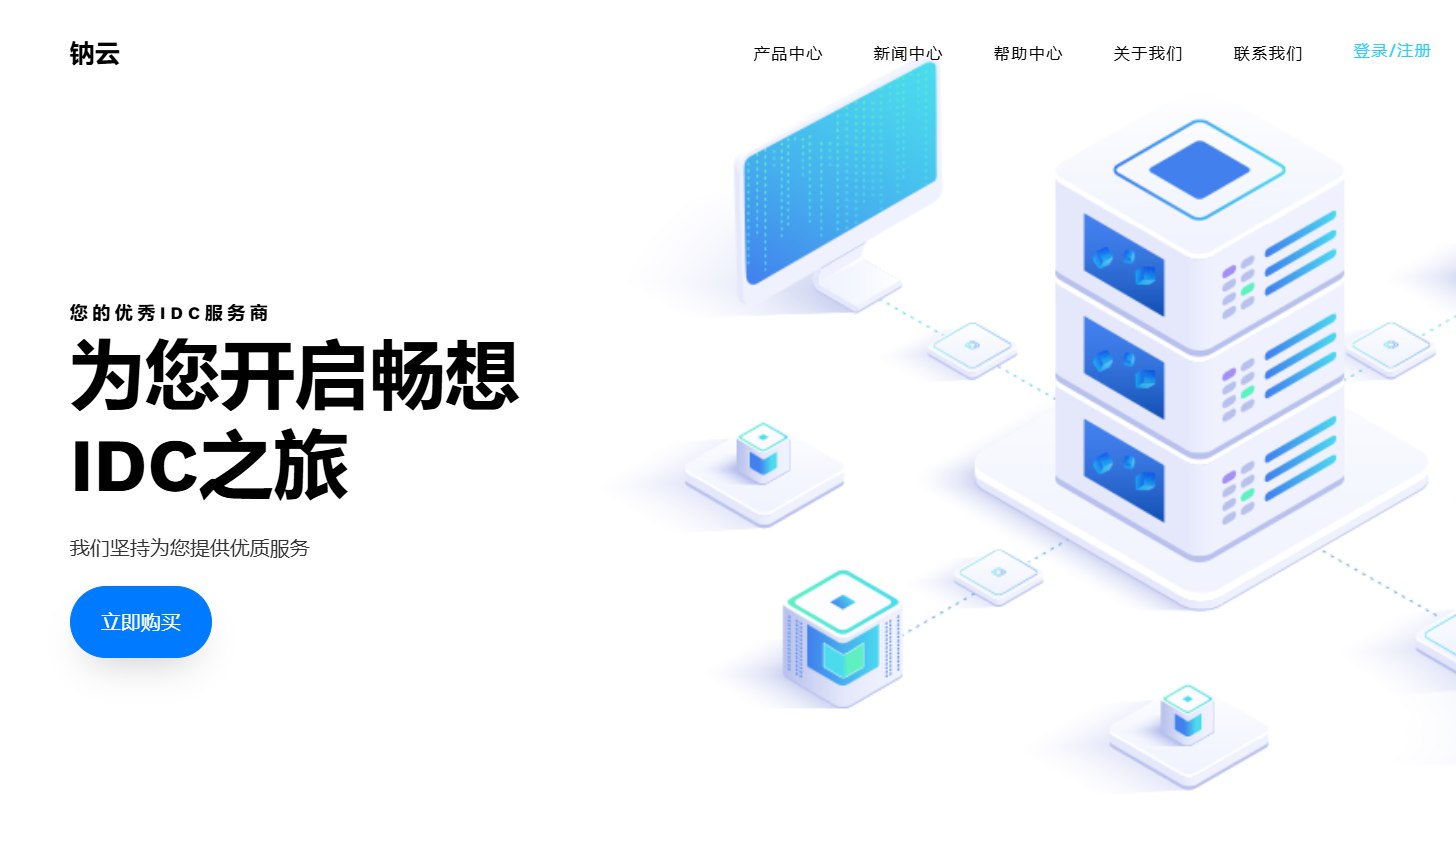 钠云
产品中心
新闻中心
帮助中心
关于我们
联系我们
登录/注册
您的优秀IDC服务商
为您开启畅想
IDC之旅
我们坚持为您提供优质服务
立即购买